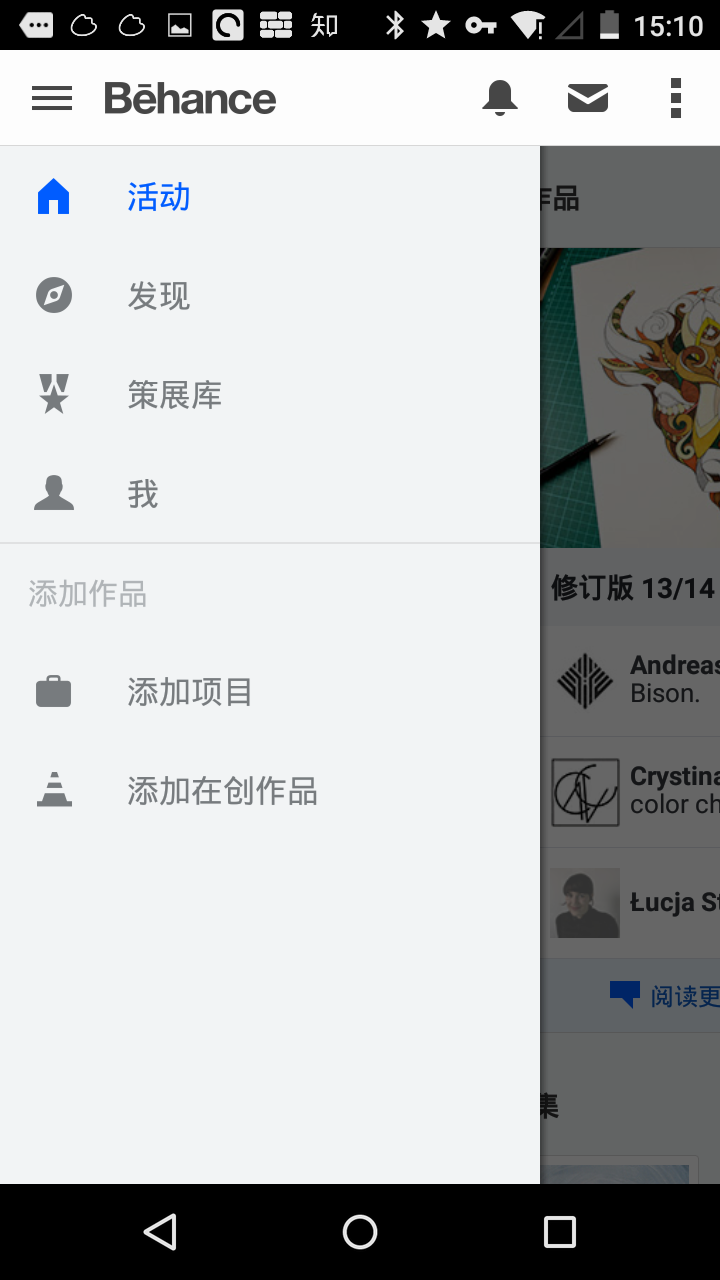 知 15:10
Bēhance
活动
发现
策展库
我
添加作品
添加项目
添加在创作品
作品
修订版 13/14
Andreas
Bison.
Crystina
color ch
Łucja St
阅读更
集